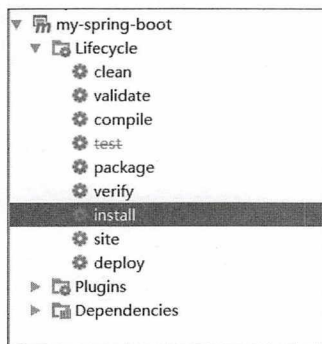 my-spring-boot
Lifecycle
clean
validate
compile
test
package
verify
install
site
deploy
Plugins
Dependencies